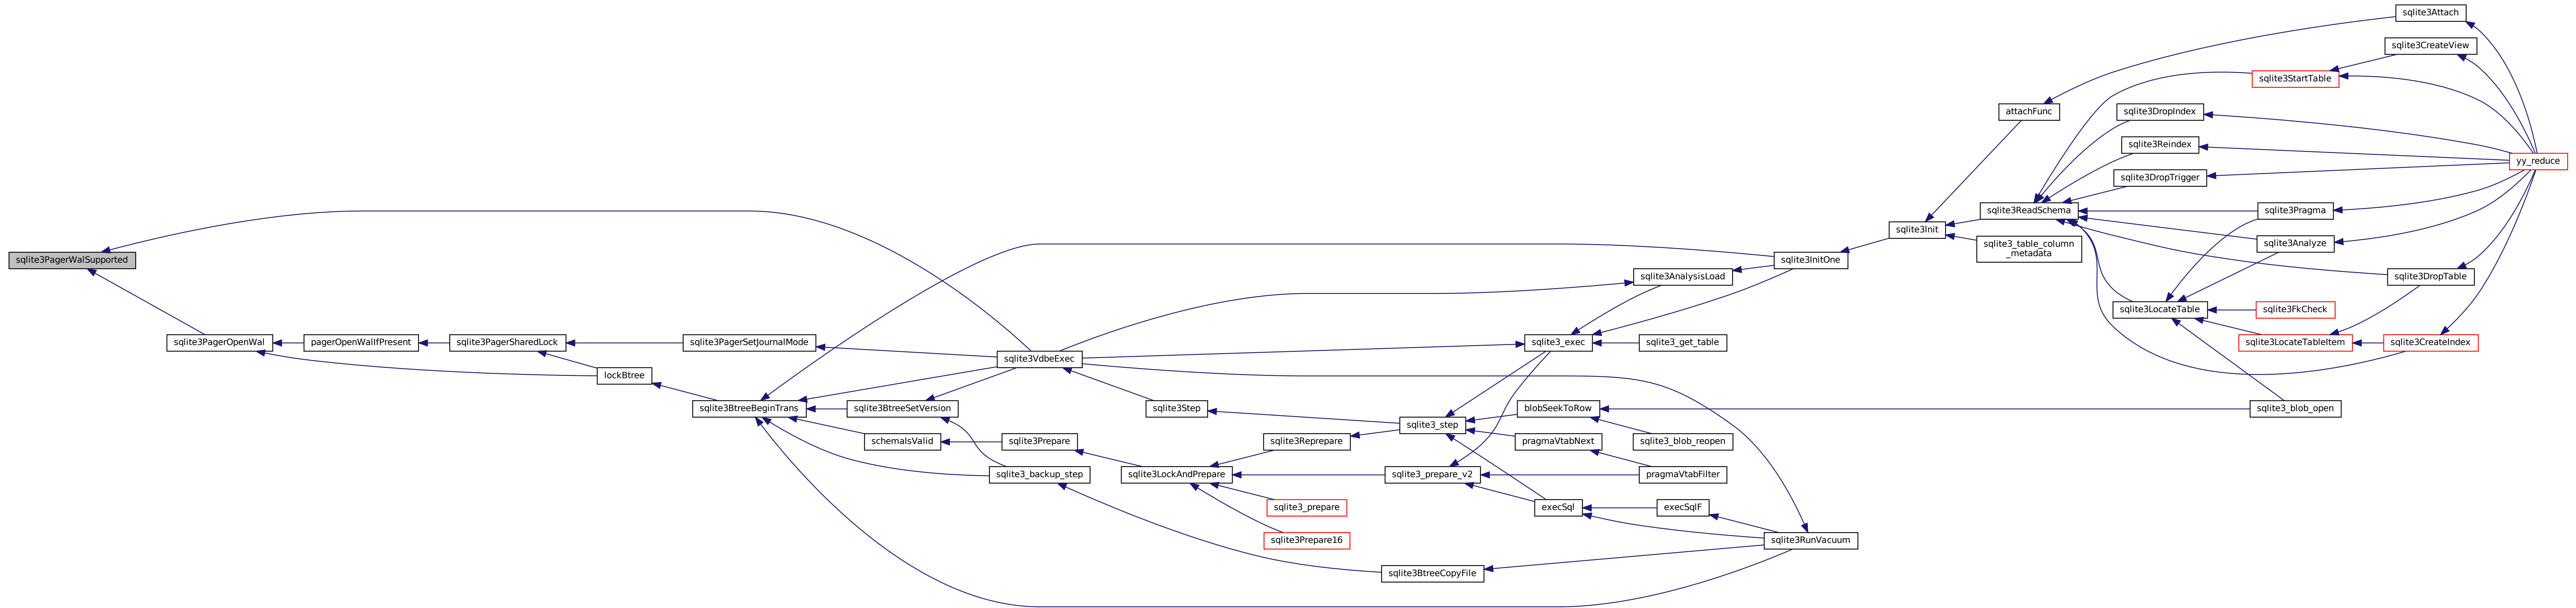 sqlite3Attach
sqlite3CreateView
sqlite3StartTable
attachFunc
sqlite3DropIndex
sqlite3Reindex
yy_reduce
sqlite3DropTrigger
sqlite3ReadSchema
sqlite3Pragma
sqlite3Init
sqlite3Analyze
sqlite3_table_column
_metadata
sqlite3PagerWalSupported
sqlite3InitOne
sqlite3AnalysisLoad
sqlite3DropTable
sqlite3LocateTable
sqlite3FkCheck
sqlite3PagerOpenWal
pagerOpenWalIfPresent
sqlite3PagerSharedLock
sqlite3PagerSetJournalMode
sqlite3_exec
sqlite3_get_table
sqlite3LocateTableItem
sqlite3CreateIndex
sqlite3VdbeExec
lockBtree
sqlite3BtreeBeginTrans
sqlite3BtreeSetVersion
sqlite3Step
blobSeekToRow
sqlite3_blob_open
sqlite3_step
schemaIsValid
sqlite3Prepare
sqlite3Reprepare
pragmaVtabNext
sqlite3_blob_reopen
sqlite3_backup_step
sqlite3LockAndPrepare
sqlite3_prepare_v2
pragmaVtabFilter
sqlite3_prepare
execSql
execSqlF
sqlite3Prepare16
sqlite3RunVacuum
sqlite3BtreeCopyFile